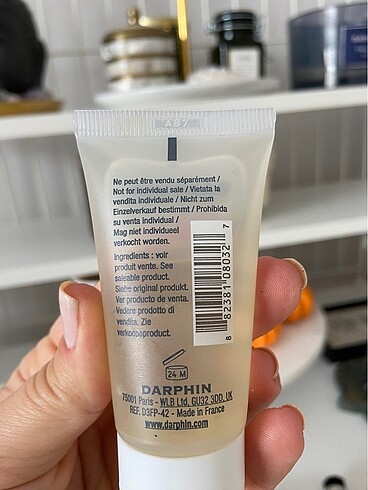 A87
Ne peut être vendu séparément /
Not for individual sale / Vietata la
vendita individuale / Nicht zum
Einzelverkauf bestimmt / Prohibida
su venta individual /
Mag niet individueel
verkocht worden.
Ingredients : voir
produit vente. See
saleable product.
Siehe original produkt.
Ver producto de venta.
Vedere prodotto di
vendita. Zie
verkoopproduct.
8 82381 08032 7
24 M
DARPHIN
75001 Paris - WLB Ltd. GU32 3DD. UK
REF. D3FP-42 - Made in France
www.darphin.com